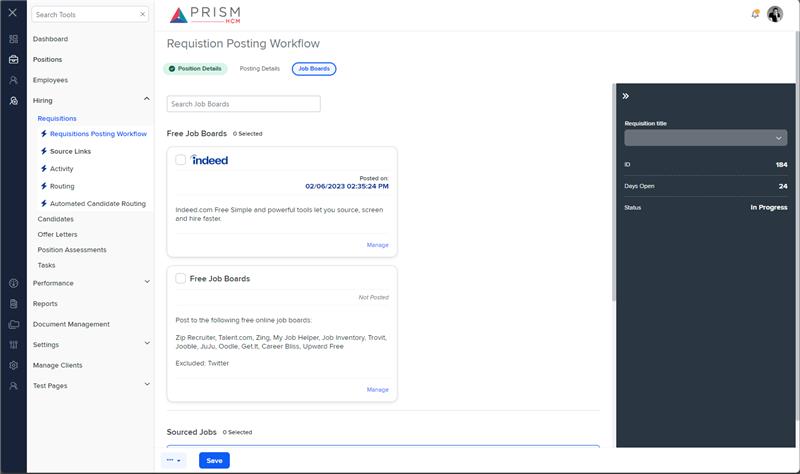 Search Tools
PRISM
HCM
Dashboard
Positions
Employees
Hiring
Requisitions
Requisitions Posting Workflow
Source Links
Activity
Routing
Automated Candidate Routing
Candidates
Offer Letters
Position Assessments
Tasks
Performance
Reports
Document Management
Settings
Manage Clients
Test Pages
Requistion Posting Workflow
Position Details
Posting Details
Job Boards
Search Job Boards
Free Job Boards 0 Selected
indeed
Posted on:
02/06/2023 02:35:24 PM
Indeed.com Free Simple and powerful tools let you source, screen
and hire faster.
Manage
Free Job Boards
Not Posted
Post to the following free online job boards:
Zip Recruiter, Talent.com, Zing, My Job Helper, Job Inventory, Trovit,
Jooble, JuJu, Oodle, Get.It, Career Bliss, Upward Free
Excluded: Twitter
Manage
Sourced Jobs 0 Selected
Save
Requisition title
ID 184
Days Open 24
Status In Progress